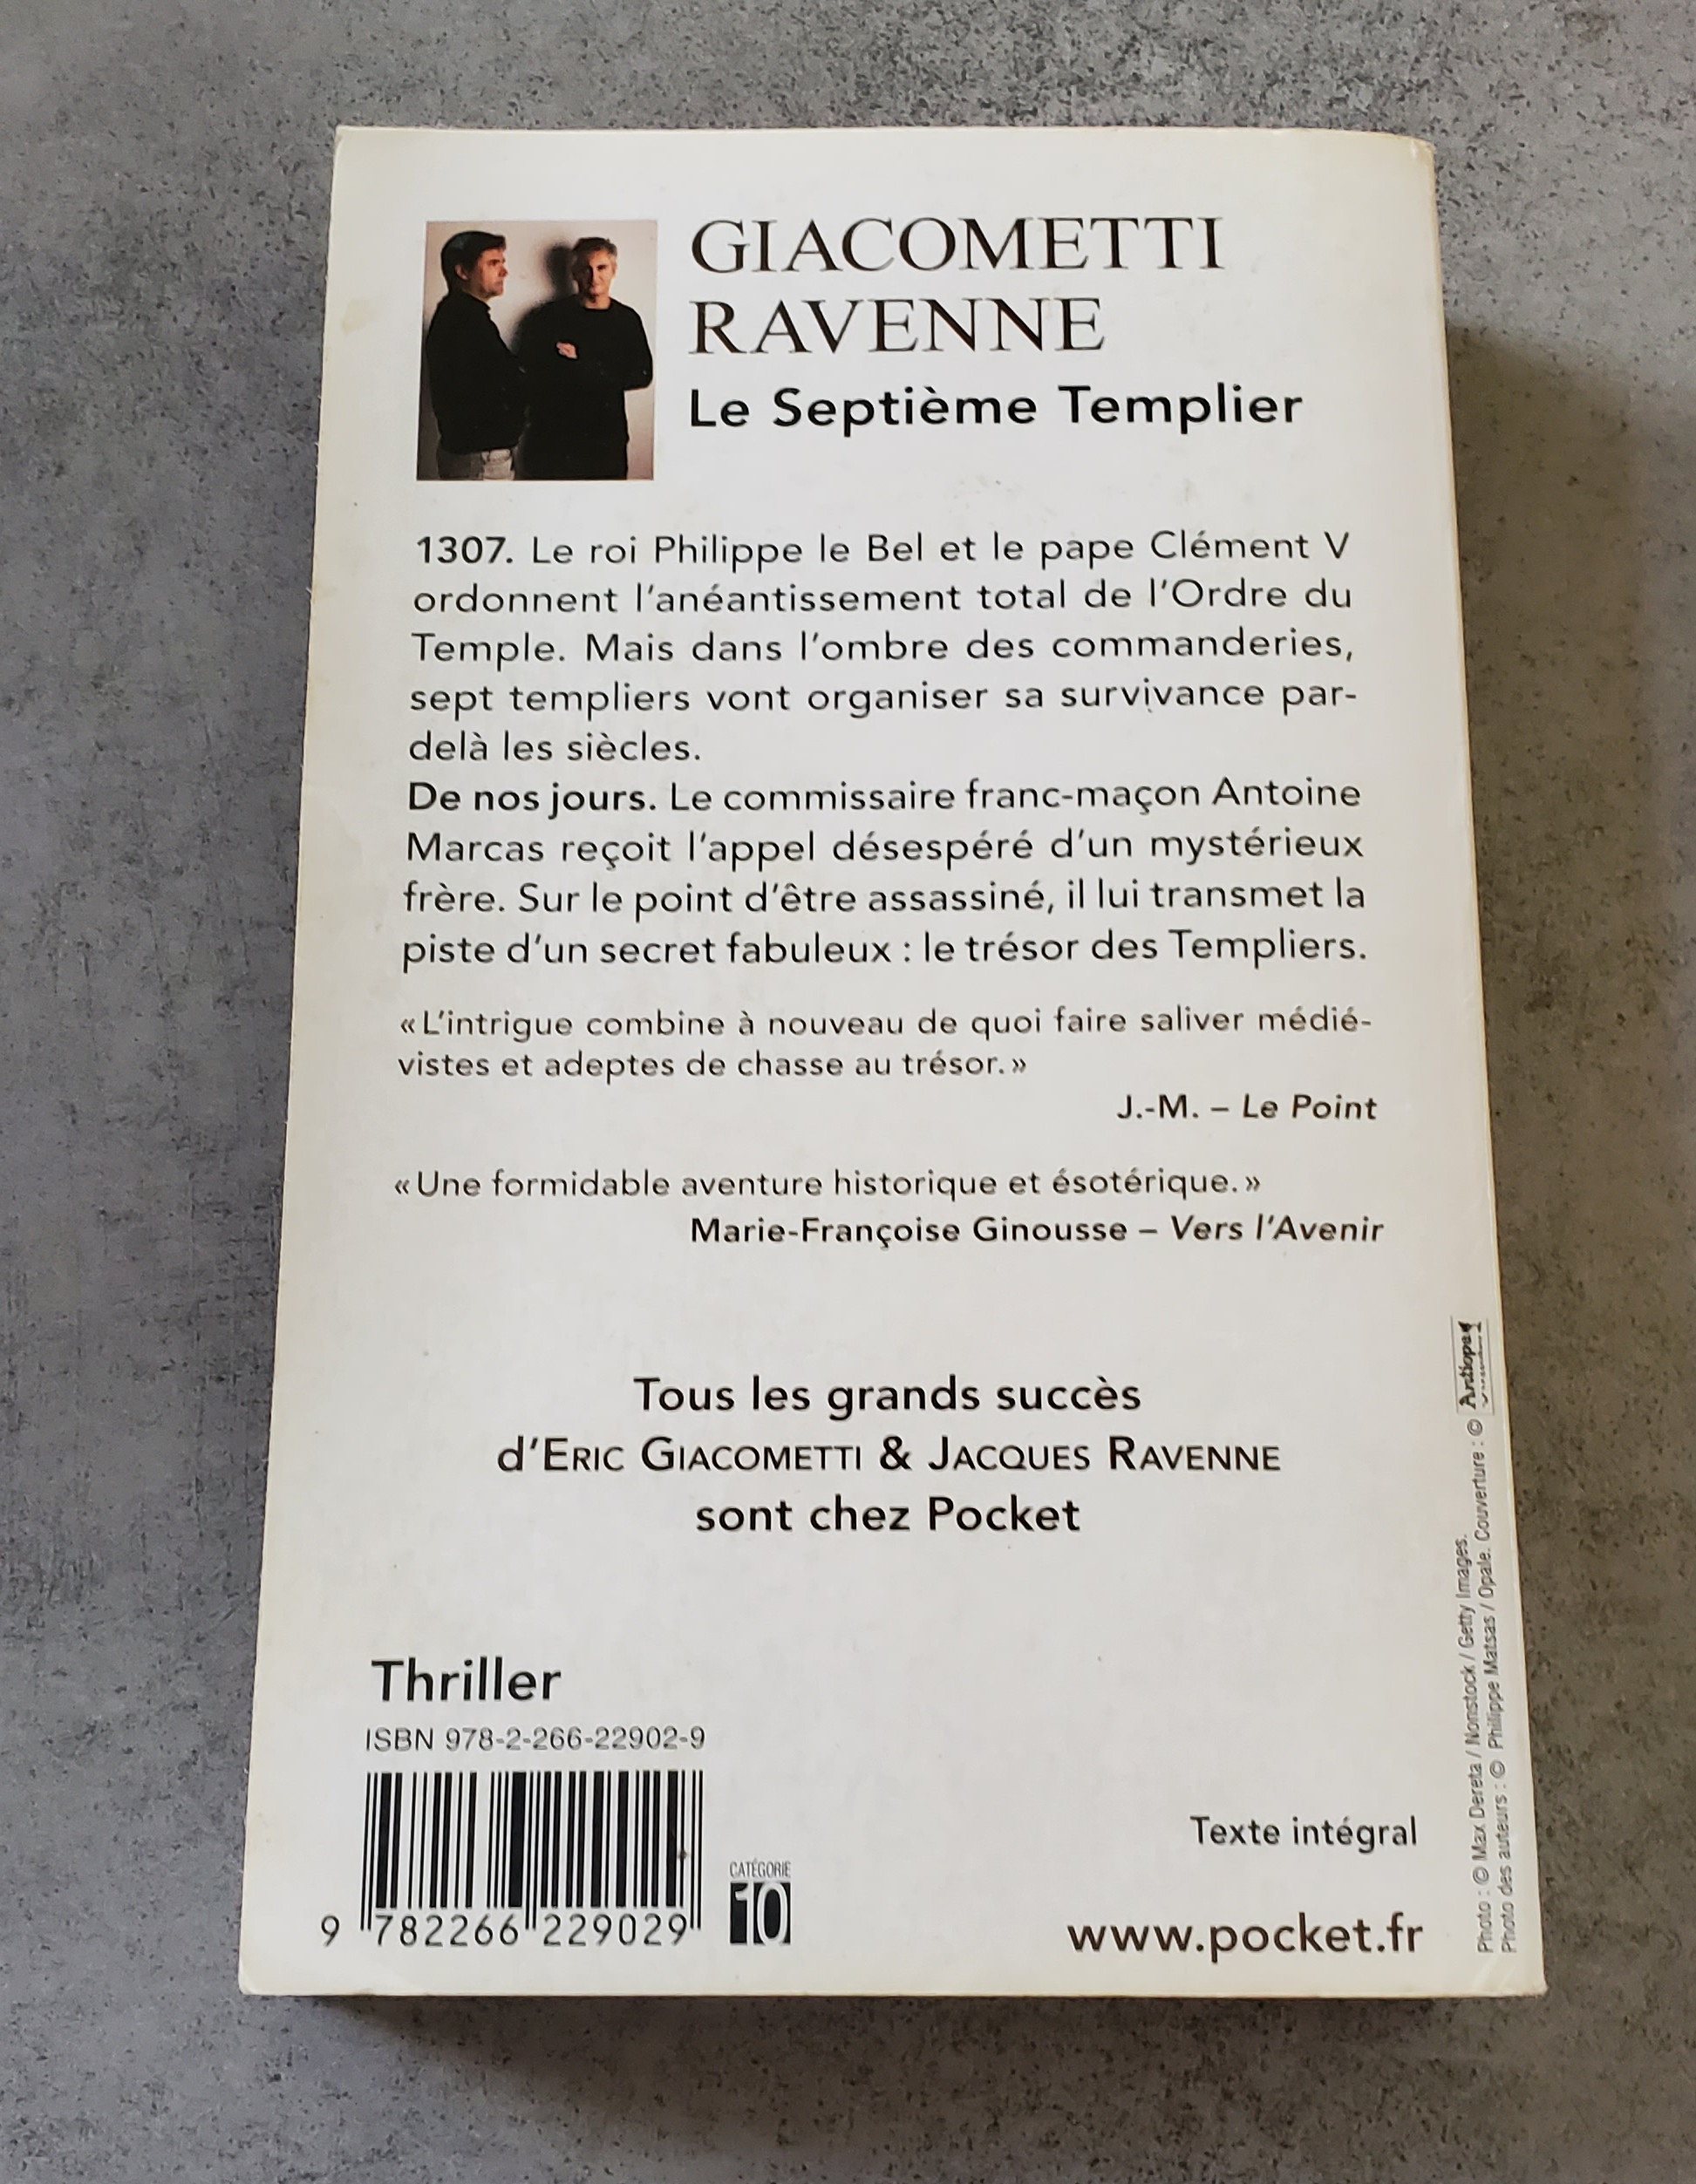 GIACOMETTI
RAVENNE
Le Septième Templier
1307. Le roi Philippe le Bel et le pape Clément V
ordonnent l'anéantissement total de l'Ordre du
Temple. Mais dans l'ombre des commanderies,
sept templiers vont organiser sa survivance par-
delà les siècles.
De nos jours. Le commissaire franc-maçon Antoine
Marcas reçoit l'appel désespéré d'un mystérieux
frère. Sur le point d'être assassiné, il lui transmet la
piste d'un secret fabuleux : le trésor des Templiers.
« L'intrigue combine à nouveau de quoi faire saliver médié-
vistes et adeptes de chasse au trésor. »
J.-M. – Le Point
« Une formidable aventure historique et ésotérique. »
Marie-Françoise Ginousse – Vers l'Avenir
Tous les grands succès
d'ERIC GIACOMETTI & JACQUES RAVENNE
sont chez Pocket
Thriller
ISBN 978-2-266-22902-9
9 782266 229029
CATÉGORIE
10
Texte intégral
www.pocket.fr
Photo : © Max Dereta / Nonstock / Getty Images.
Photo des auteurs : © Philippe Matsas / Opale. Couverture : © Antiope